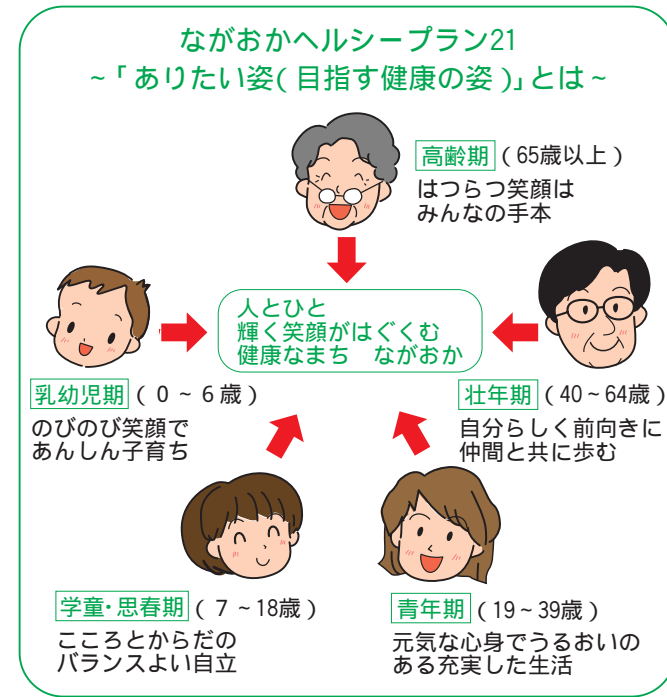 ながおかヘルシープラン21
~「ありたい姿(目指す健康の姿)」とは~
高齢期(65歳以上)
はつらつ笑顔は
みんなの手本
人とひと
輝く笑顔がはぐくむ
健康なまち　ながおか
乳幼児期(0~6歳)
のびのび笑顔で
あんしん子育ち
壮年期(40~64歳)
自分らしく前向きに
仲間と共に歩む
学童・思春期(7~18歳)
こころとからだの
バランスよい自立
青年期(19~39歳)
元気な心身でうるおいの
ある充実した生活